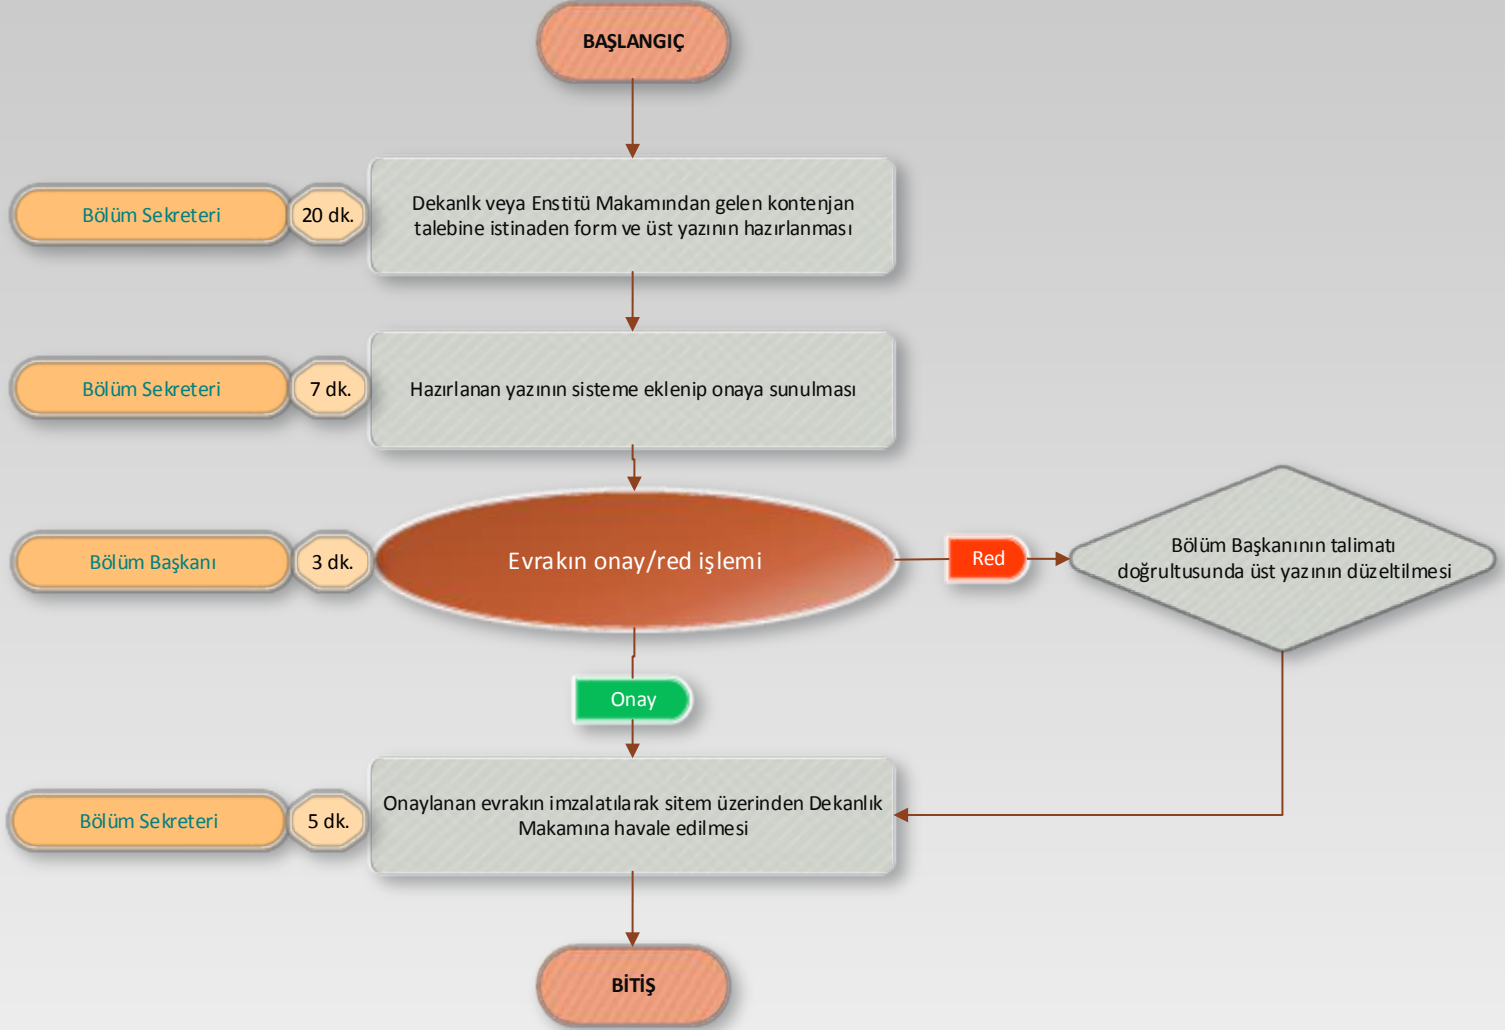 BAŞLANGIÇ
Bölüm Sekreteri
20 dk.
Dekanlk veya Enstitü Makamından gelen kontenjan
talebine istinaden form ve üst yazının hazırlanması
Bölüm Sekreteri
7 dk.
Hazırlanan yazının sisteme eklenip onaya sunulması
Bölüm Başkanı
3 dk.
Evrakın onay/red işlemi
Red
Bölüm Başkanının talimatı
doğrultusunda üst yazının düzeltilmesi
Onay
Bölüm Sekreteri
5 dk.
Onaylanan evrakın imzalatılarak sitem üzerinden Dekanlık
Makamına havale edilmesi
BİTİŞ